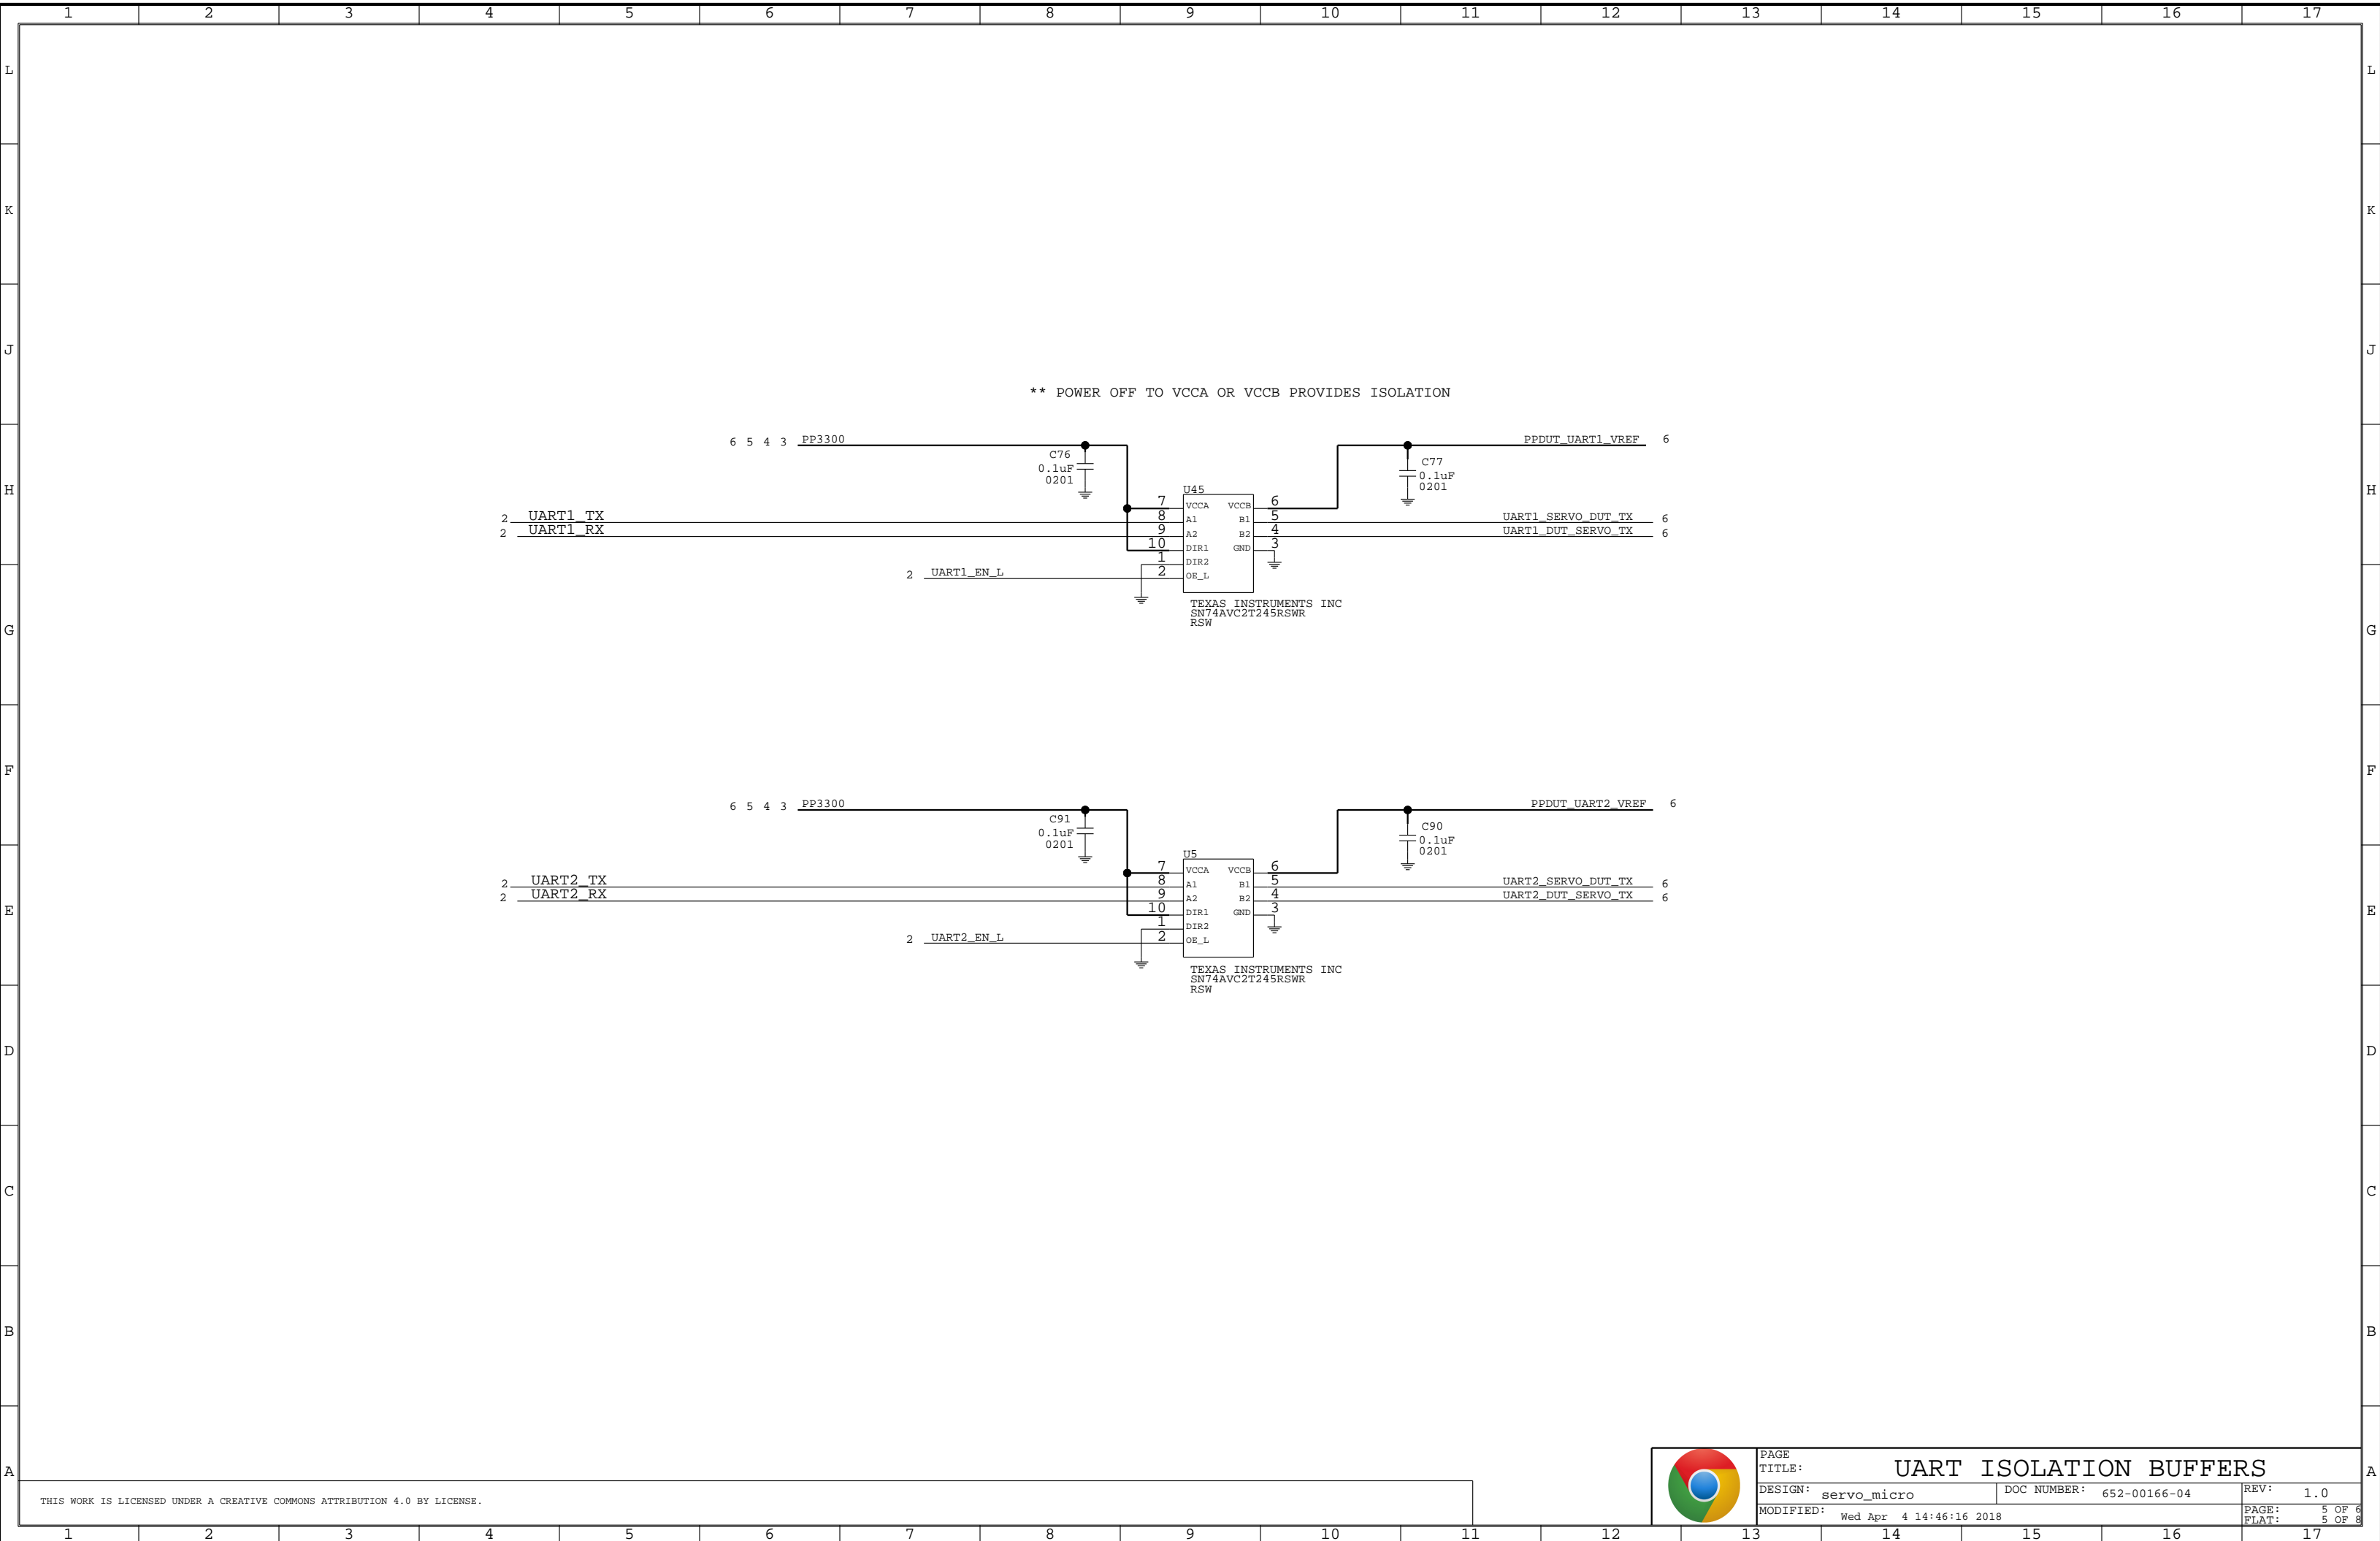 1 2 3 4 5 6 7 8 9 10 11 12 13 14 15 16 17
L L
K K
J J
** POWER OFF TO VCCA OR VCCB PROVIDES ISOLATION
6 5 4 3 PP3300
PPDUT_UART1_VREF 6
C76
0.1uF
0201
C77
0.1uF
0201
H H
U45
7 VCCA VCCB 6
2 UART1_TX 8 A1 B1 5 UART1_SERVO_DUT_TX 6
2 UART1_RX 9 A2 B2 4 UART1_DUT_SERVO_TX 6
10 DIR1 GND 3
1 DIR2
2 UART1_EN_L 2 OE_L
TEXAS INSTRUMENTS INC
SN74AVC2T245RSWR
RSW
G G
F F
6 5 4 3 PP3300
PPDUT_UART2_VREF 6
C91
0.1uF
0201
C90
0.1uF
0201
U5
7 VCCA VCCB 6
2 UART2_TX 8 A1 B1 5 UART2_SERVO_DUT_TX 6
2 UART2_RX 9 A2 B2 4 UART2_DUT_SERVO_TX 6
E E
10 DIR1 GND 3
1 DIR2
2 UART2_EN_L 2 OE_L
TEXAS INSTRUMENTS INC
SN74AVC2T245RSWR
RSW
D D
C C
B B
A A
THIS WORK IS LICENSED UNDER A CREATIVE COMMONS ATTRIBUTION 4.0 BY LICENSE.
PAGE
TITLE: UART ISOLATION BUFFERS
DESIGN: servo_micro DOC NUMBER: 652-00166-04 REV: 1.0
MODIFIED: Wed Apr 4 14:46:16 2018 PAGE: 5 OF 6
FLAT: 5 OF 8
1 2 3 4 5 6 7 8 9 10 11 12 13 14 15 16 17